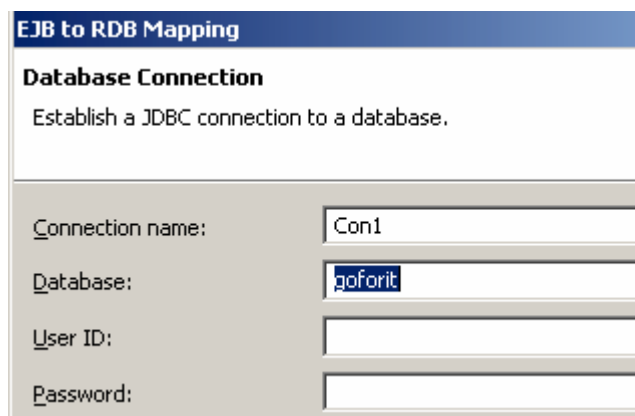 EJB to RDB Mapping
Database Connection
Establish a JDBC connection to a database.
Connection name: Con1
Database: goforit
User ID:
Password: